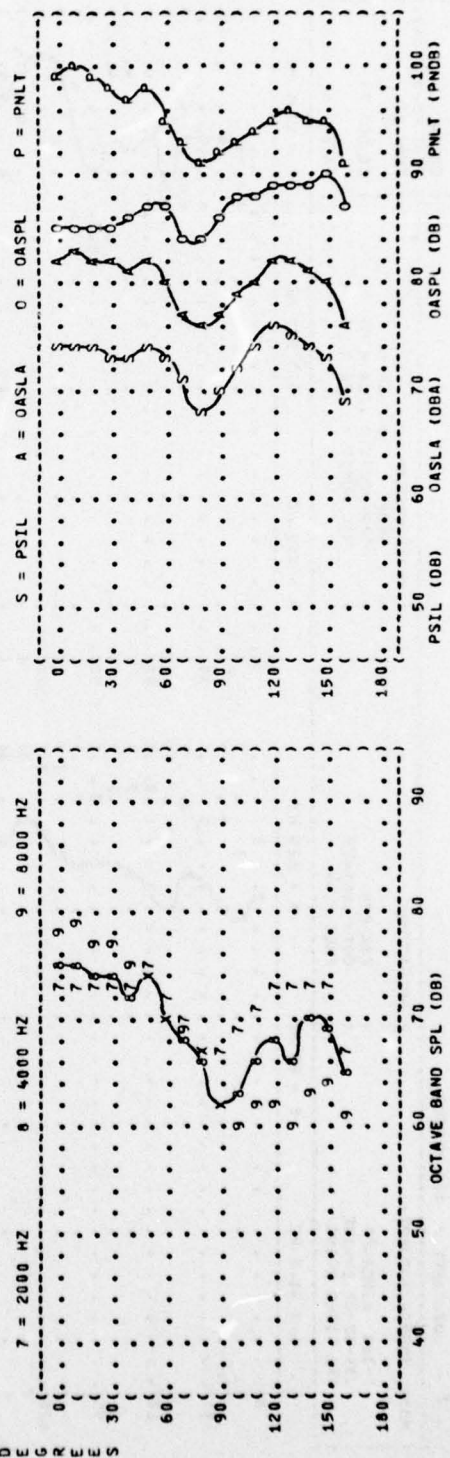 7 = 2000 HZ 8 = 4000 HZ 9 = 8000 HZ
D
E
G
R
E
E
S
0
30
60
90
120
150
180
40 50 60 70 80 90
OCTAVE BAND SPL (DB)
S = PSIL A = OASLA O = OASPL P = PNLT
0
30
60
90
120
150
180
50 60 70 80 90 100
PSIL (DB) OASLA (DBA) OASPL (DB) PNLT (PNDB)